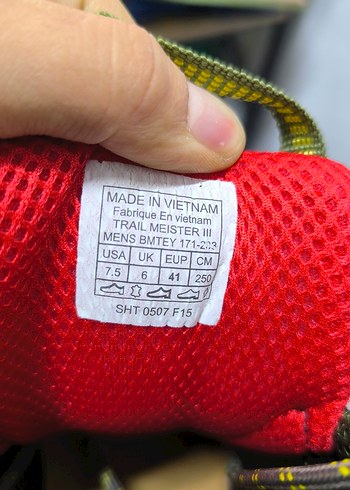 MADE IN VIETNAM
Fabrique En vietnam
TRAIL MEISTER III
MENS BMTEY 171-203
USA UK EUP CM
7.5 6 41 250
SHT 0507 F15